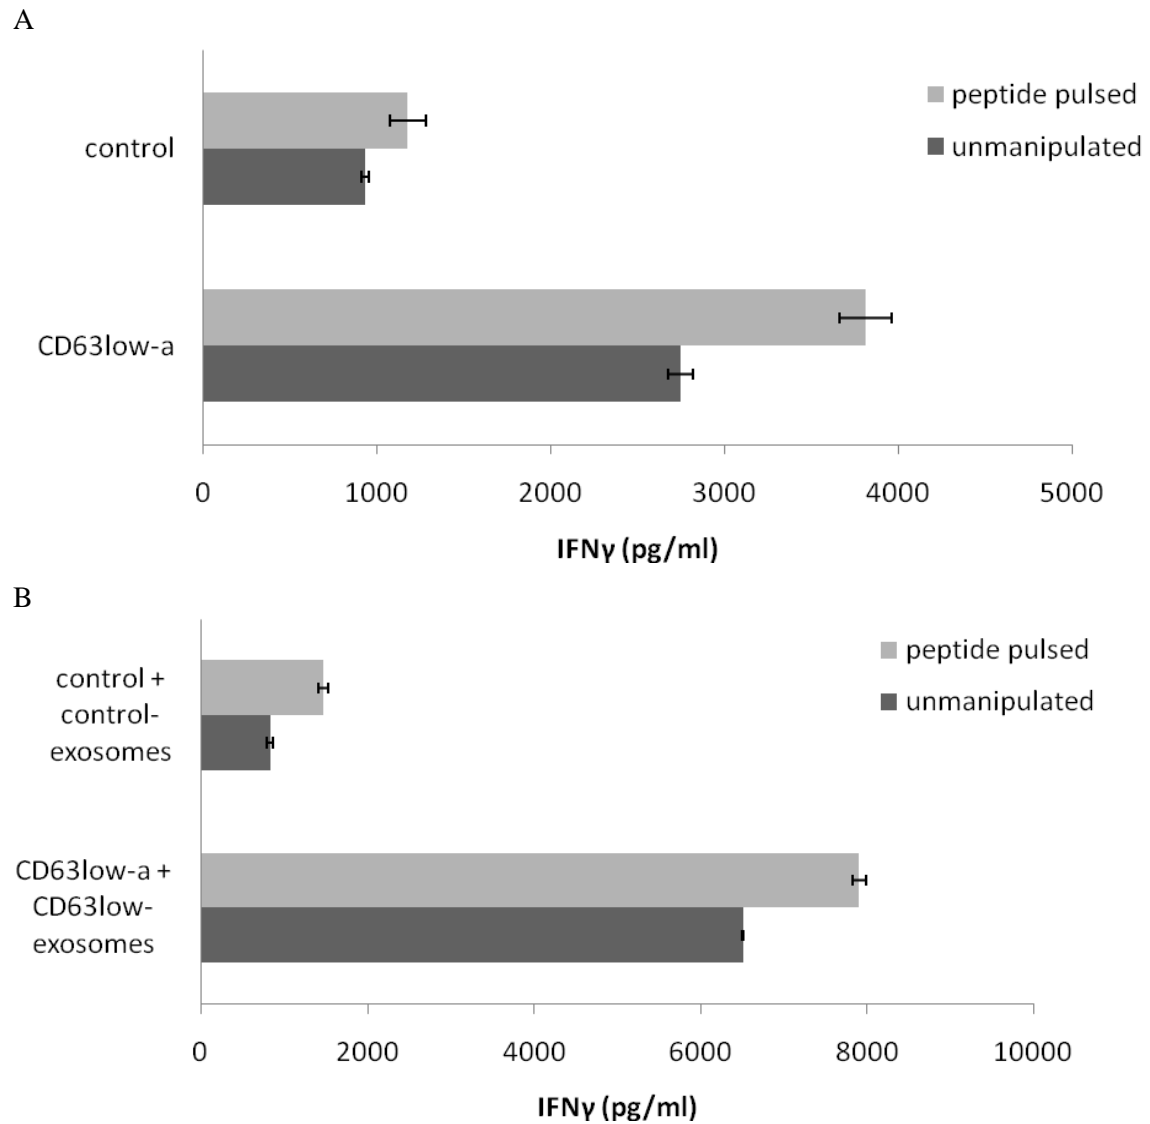 A
peptide pulsed
unmanipulated
control
CD63low-a
0 1000 2000 3000 4000 5000
IFNγ (pg/ml)
B
peptide pulsed
unmanipulated
control +
control-
exosomes
CD63low-a +
CD63low-
exosomes
0 2000 4000 6000 8000 10000
IFNγ (pg/ml)